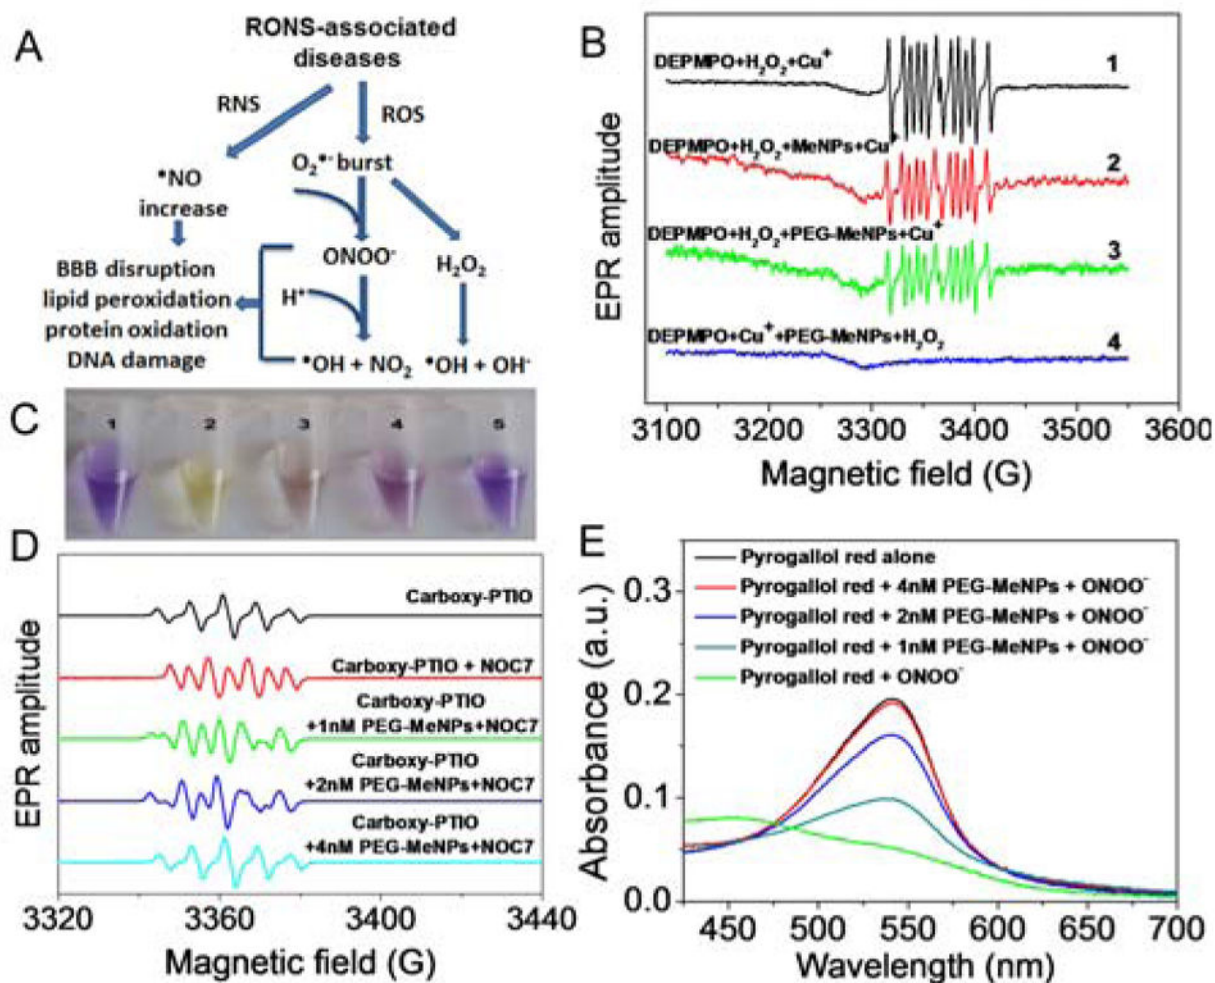 A
RONS-associated
diseases
RNS
ROS
•NO
increase
O₂•⁻ burst
ONOO⁻
H₂O₂
BBB disruption
lipid peroxidation
protein oxidation
DNA damage
H•
•OH + NO₂
•OH + OH⁻
B
DEPMPO+H₂O₂+Cu⁺
1
DEPMPO+H₂O₂+MeNPs+Cu⁺
2
DEPMPO+H₂O₂+PEG-MeNPs+Cu⁺
3
DEPMPO+Cu⁺+PEG-MeNPs+H₂O₂
4
EPR amplitude
3100 3200 3300 3400 3500 3600
Magnetic field (G)
C
1 2 3 4 5
D
Carboxy-PTIO
Carboxy-PTIO + NOC7
Carboxy-PTIO
+1nM PEG-MeNPs+NOC7
Carboxy-PTIO
+2nM PEG-MeNPs+NOC7
Carboxy-PTIO
+4nM PEG-MeNPs+NOC7
EPR amplitude
3320 3360 3400 3440
Magnetic field (G)
E
Pyrogallol red alone
Pyrogallol red + 4nM PEG-MeNPs + ONOO⁻
Pyrogallol red + 2nM PEG-MeNPs + ONOO⁻
Pyrogallol red + 1nM PEG-MeNPs + ONOO⁻
Pyrogallol red + ONOO⁻
Absorbance (a.u.)
0.3
0.2
0.1
0.0
450 500 550 600 650 700
Wavelength (nm)